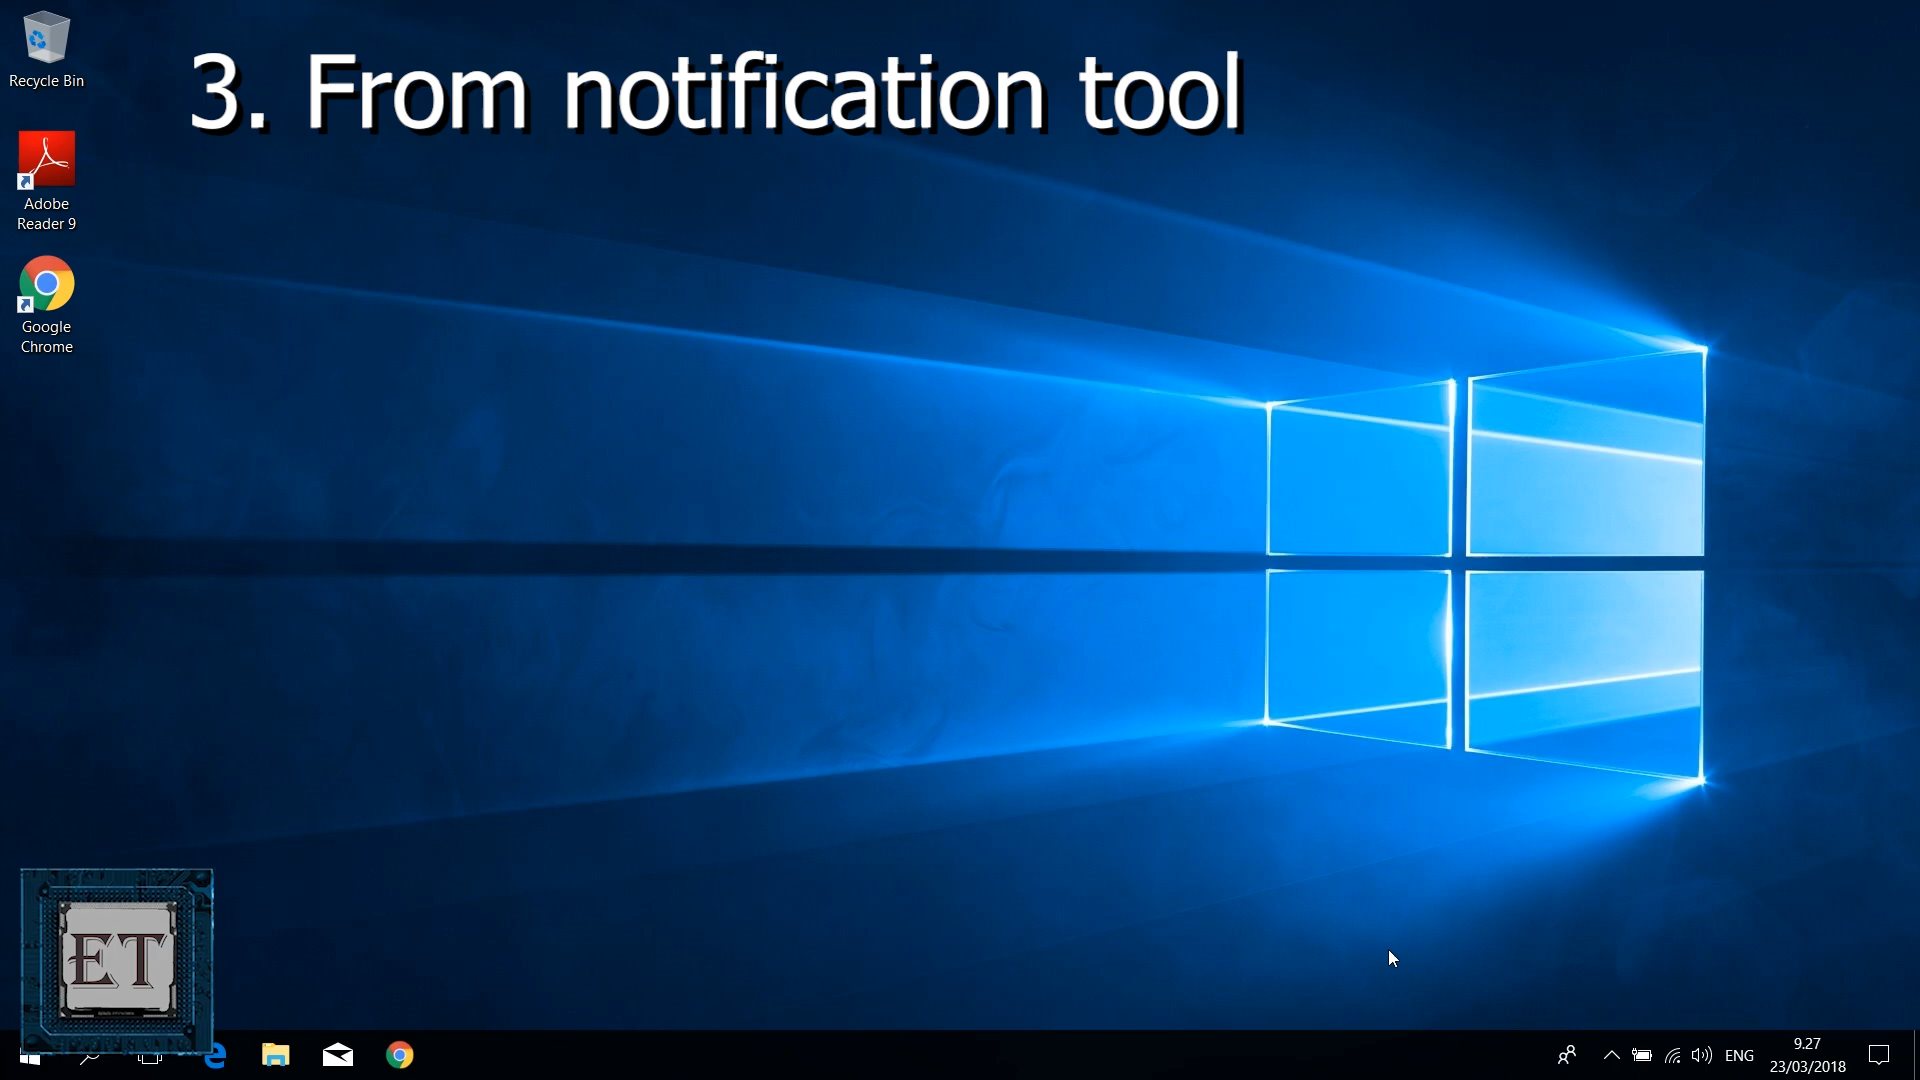 3. From notification tool
Recycle Bin
Adobe
Reader 9
Google
Chrome
ET
ENG
9.27
23/03/2018